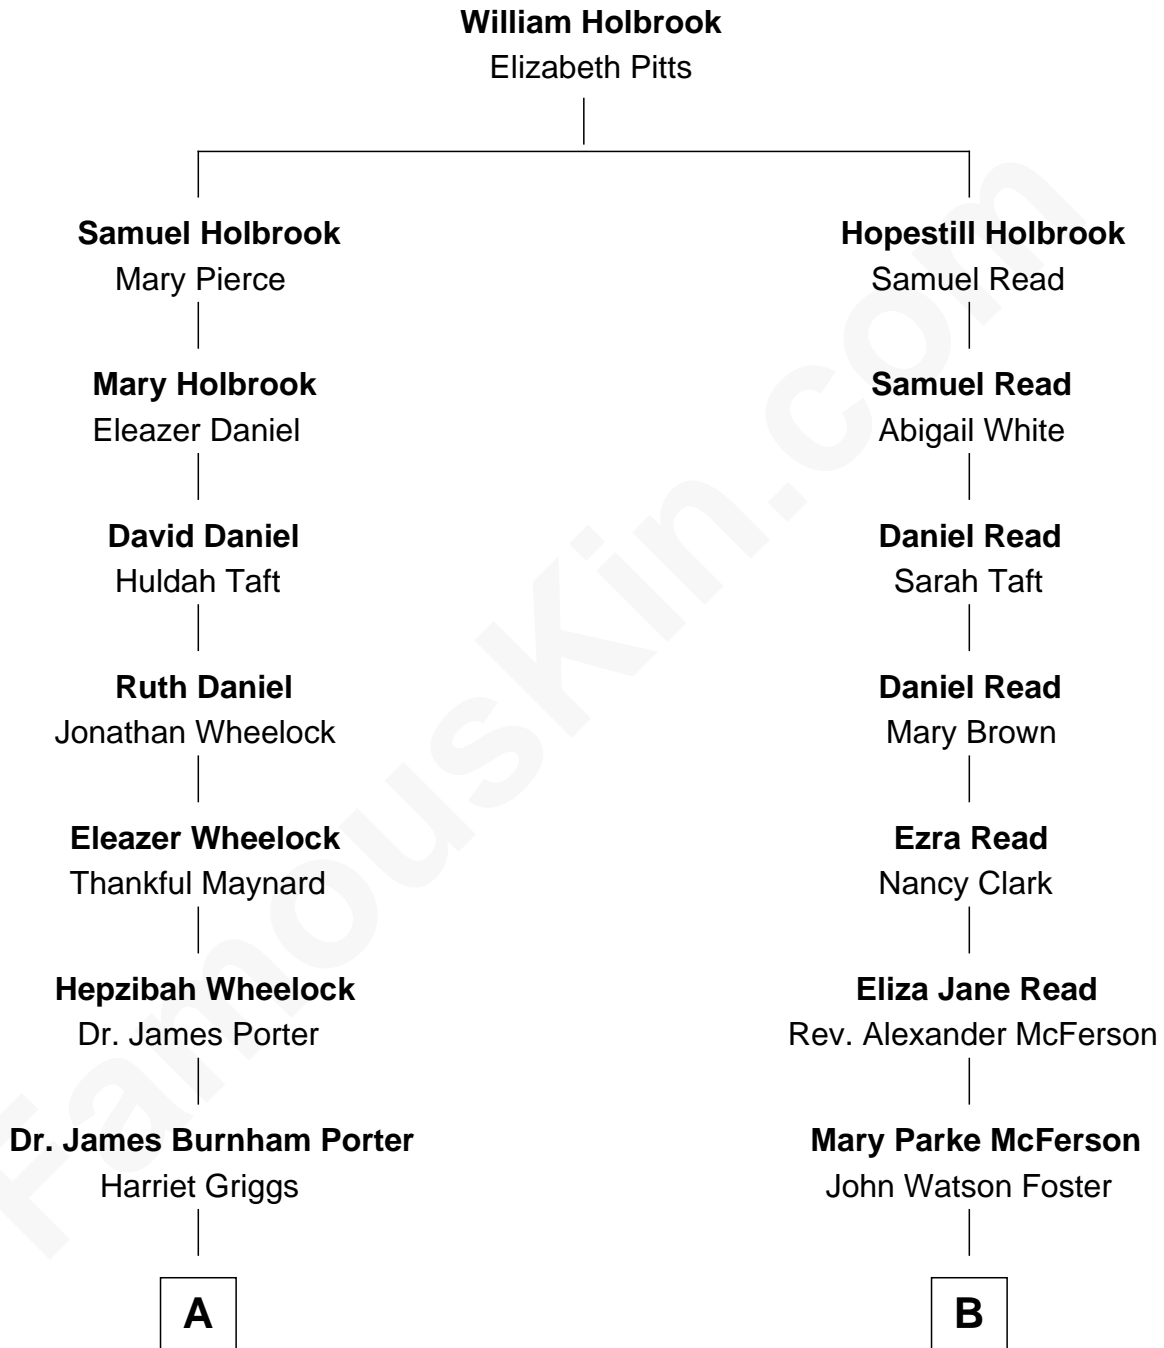 William Holbrook
Elizabeth Pitts
Samuel Holbrook
Mary Pierce
Mary Holbrook
Eleazer Daniel
David Daniel
Huldah Taft
Ruth Daniel
Jonathan Wheelock
Eleazer Wheelock
Thankful Maynard
Hepzibah Wheelock
Dr. James Porter
Dr. James Burnham Porter
Harriet Griggs
A
Hopestill Holbrook
Samuel Read
Samuel Read
Abigail White
Daniel Read
Sarah Taft
Daniel Read
Mary Brown
Ezra Read
Nancy Clark
Eliza Jane Read
Rev. Alexander McFerson
Mary Parke McFerson
John Watson Foster
B
FamousKin.com